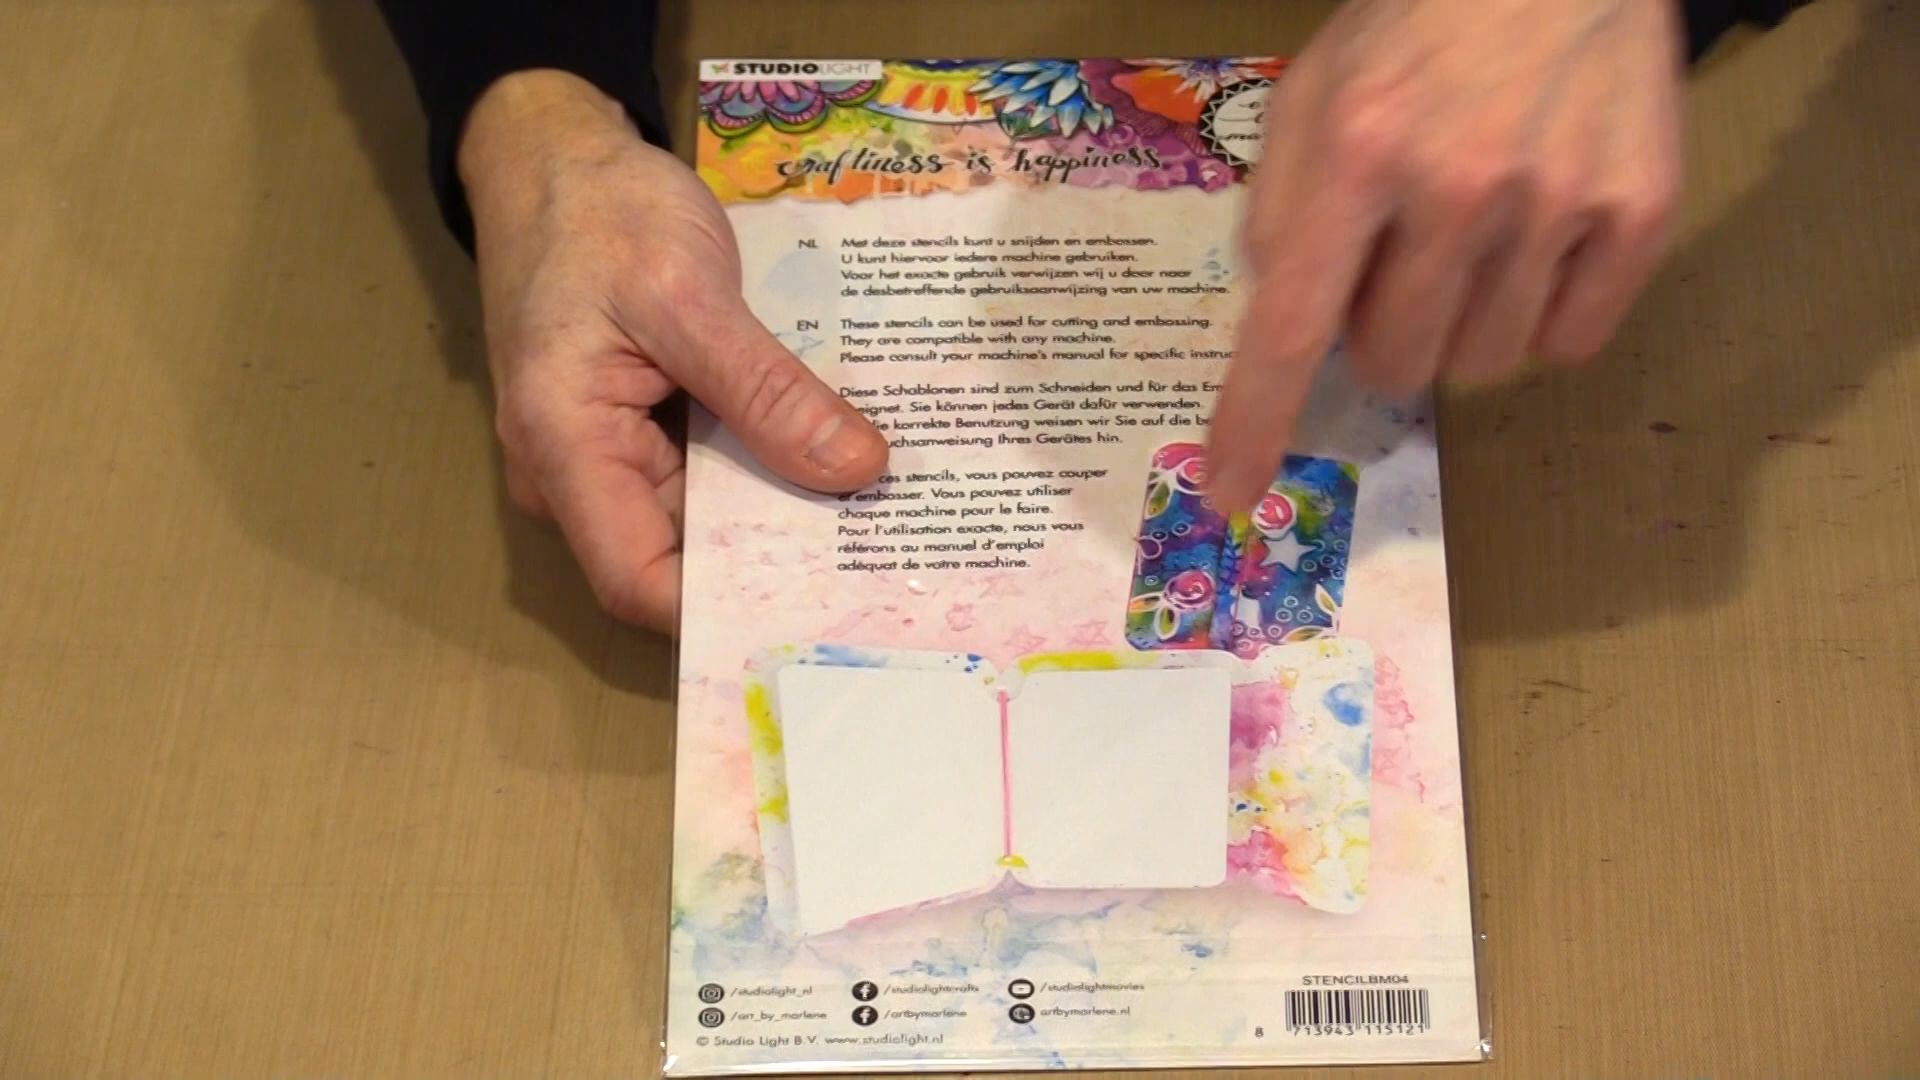 STUDIOLIGHT
craftiness is happiness
NL Met deze stencils kunt u snijden en embossen.
U kunt hiervoor iedere machine gebruiken.
Voor het exacte gebruik verwijzen wij u door naar
de desbetreffende gebruiksaanwijzing van uw machine.
EN These stencils can be used for cutting and embossing.
They are compatible with any machine.
Please consult your machine's manual for specific
Diese Schablonen sind zum Schneiden und für das
Sie können jedes Gerät dafür verwenden.
die korrekte Benutzung weisen wir Sie auf die
Ihres Gerätes hin.
ces stencils, vous pouvez couper
et embosser. Vous pouvez utiliser
chaque machine pour le faire.
Pour l'utilisation exacte, nous vous
référons au manuel d'emploi
adéquat de votre machine.
/studiolight_nl /studiolightcrafts /studiolightmovies
/art_by_marlene /artbymarlene artbymarlene.nl
© Studio Light B.V. www.studiolight.nl
STENCILBM04
8 713943 115121